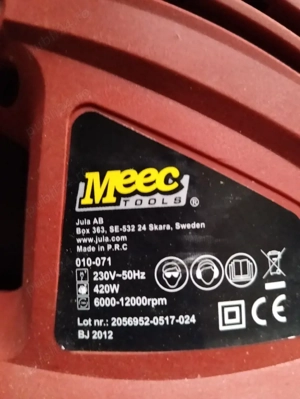 Meec
TOOLS ®
Jula AB
Box 363, SE-532 24 Skara, Sweden
www.jula.com
Made in P.R.C
010-071
230V~50Hz
420W
6000-12000rpm
Lot nr.: 2056952-0517-024
BJ 2012
CE